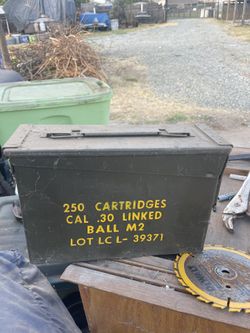 250 CARTRIDGES
CAL .30 LINKED
BALL M2
LOT LC L- 39371